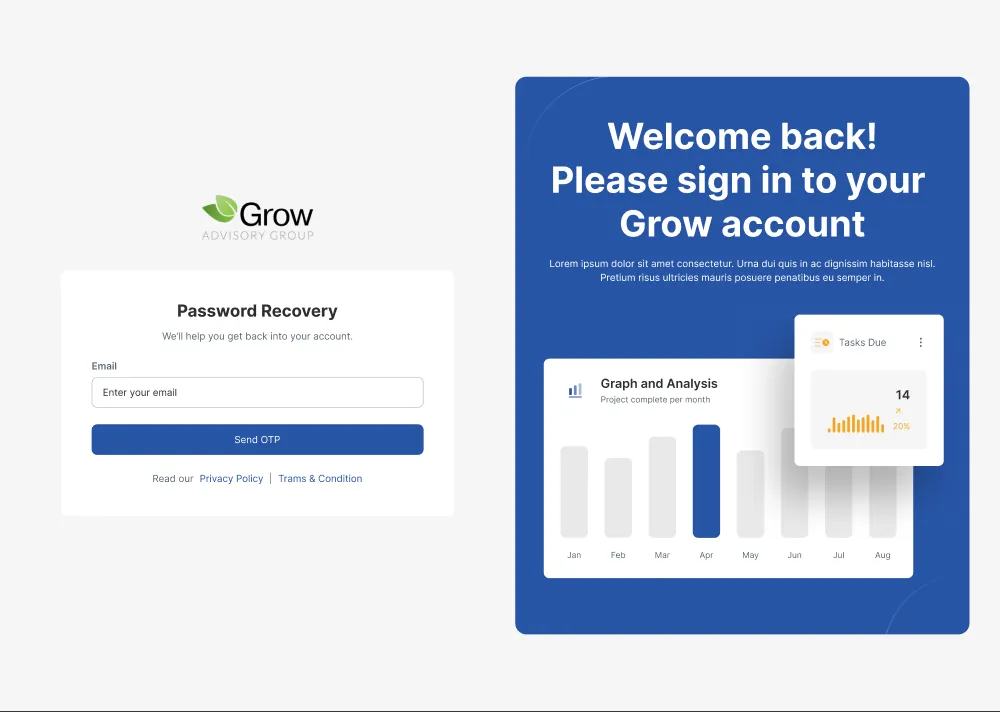 Grow
ADVISORY GROUP
Password Recovery
We'll help you get back into your account.
Email
Enter your email
Send OTP
Read our Privacy Policy | Trams & Condition
Welcome back!
Please sign in to your
Grow account
Lorem ipsum dolor sit amet consectetur. Urna dui quis in ac dignissim habitasse nisl.
Pretium risus ultricies mauris posuere penatibus eu semper in.
Tasks Due
14
20%
Graph and Analysis
Project complete per month
Jan Feb Mar Apr May Jun Jul Aug